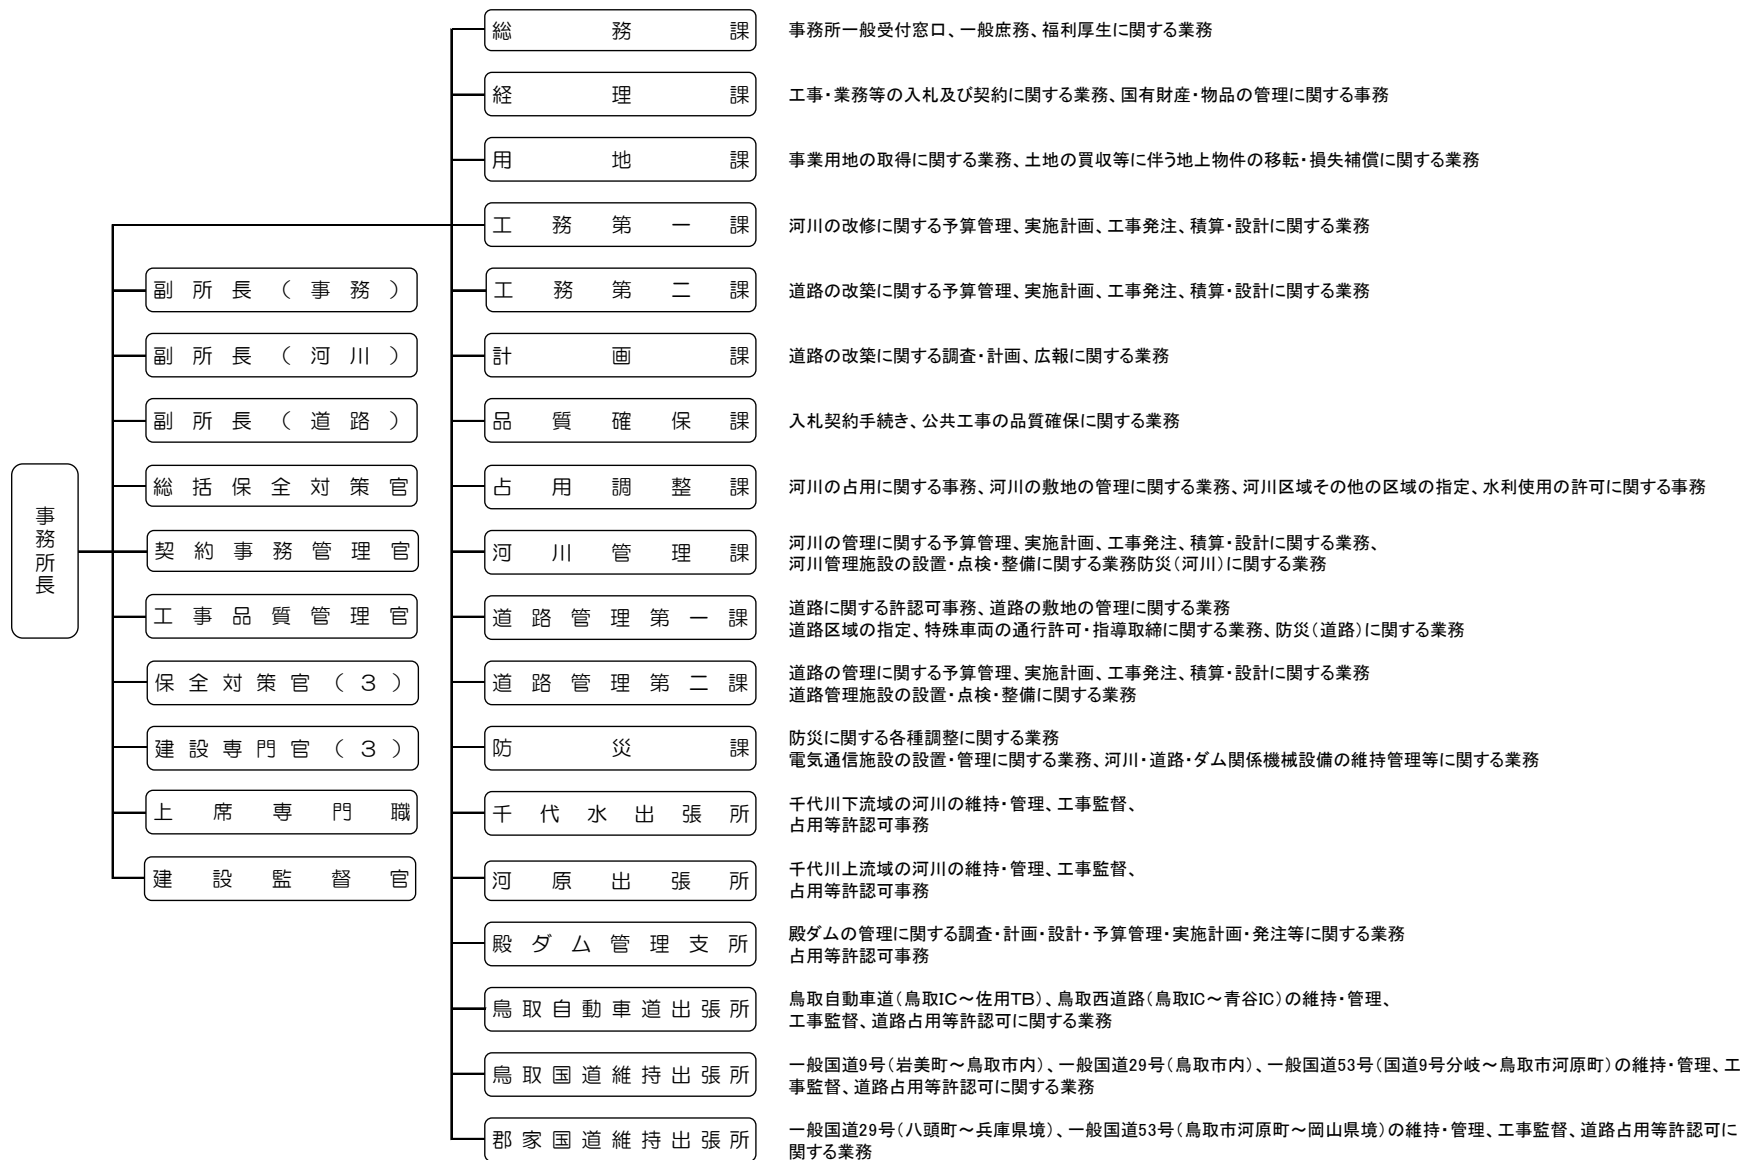 事務所長
副所長（事務）
副所長（河川）
副所長（道路）
総括保全対策官
契約事務管理官
工事品質管理官
保全対策官（３）
建設専門官（３）
上席専門職
建設監督官
総務課
事務所一般受付窓口、一般庶務、福利厚生に関する業務
経理課
工事・業務等の入札及び契約に関する業務、国有財産・物品の管理に関する事務
用地課
事業用地の取得に関する業務、土地の買収等に伴う地上物件の移転・損失補償に関する業務
工務第一課
河川の改修に関する予算管理、実施計画、工事発注、積算・設計に関する業務
工務第二課
道路の改築に関する予算管理、実施計画、工事発注、積算・設計に関する業務
計画課
道路の改築に関する調査・計画、広報に関する業務
品質確保課
入札契約手続き、公共工事の品質確保に関する業務
占用調整課
河川の占用に関する事務、河川の敷地の管理に関する業務、河川区域その他の区域の指定、水利使用の許可に関する事務
河川管理課
河川の管理に関する予算管理、実施計画、工事発注、積算・設計に関する業務、
河川管理施設の設置・点検・整備に関する業務防災（河川）に関する業務
道路管理第一課
道路に関する許認可事務、道路の敷地の管理に関する業務
道路区域の指定、特殊車両の通行許可・指導取締に関する業務、防災（道路）に関する業務
道路管理第二課
道路の管理に関する予算管理、実施計画、工事発注、積算・設計に関する業務
道路管理施設の設置・点検・整備に関する業務
防災課
防災に関する各種調整に関する業務
電気通信施設の設置・管理に関する業務、河川・道路・ダム関係機械設備の維持管理等に関する業務
千代水出張所
千代川下流域の河川の維持・管理、工事監督、
占用等許認可事務
河原出張所
千代川上流域の河川の維持・管理、工事監督、
占用等許認可事務
殿ダム管理支所
殿ダムの管理に関する調査・計画・設計・予算管理・実施計画・発注等に関する業務
占用等許認可事務
鳥取自動車道出張所
鳥取自動車道（鳥取IC～佐用TB）、鳥取西道路（鳥取IC～青谷IC）の維持・管理、
工事監督、道路占用等許認可に関する業務
鳥取国道維持出張所
一般国道9号（岩美町～鳥取市内）、一般国道29号（鳥取市内）、一般国道53号（国道9号分岐～鳥取市河原町）の維持・管理、工
事監督、道路占用等許認可に関する業務
郡家国道維持出張所
一般国道29号（八頭町～兵庫県境）、一般国道53号（鳥取市河原町～岡山県境）の維持・管理、工事監督、道路占用等許認可に
関する業務